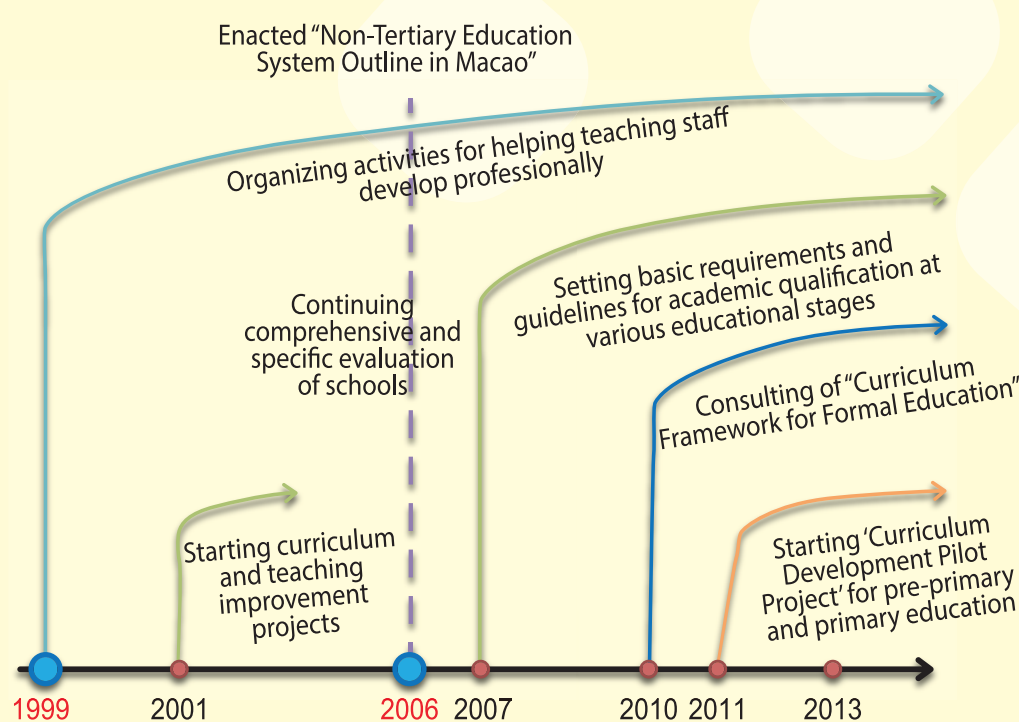 Enacted “Non-Tertiary Education
System Outline in Macao”
Organizing activities for helping teaching staff
develop professionally
Setting basic requirements and
guidelines for academic qualification at
various educational stages
Continuing
comprehensive and
specific evaluation
of schools
Consulting of “Curriculum
Framework for Formal Education”
Starting curriculum
and teaching
improvement
projects
Starting ‘Curriculum
Development Pilot
Project’ for pre-primary
and primary education
1999 2001 2006 2007 2010 2011 2013